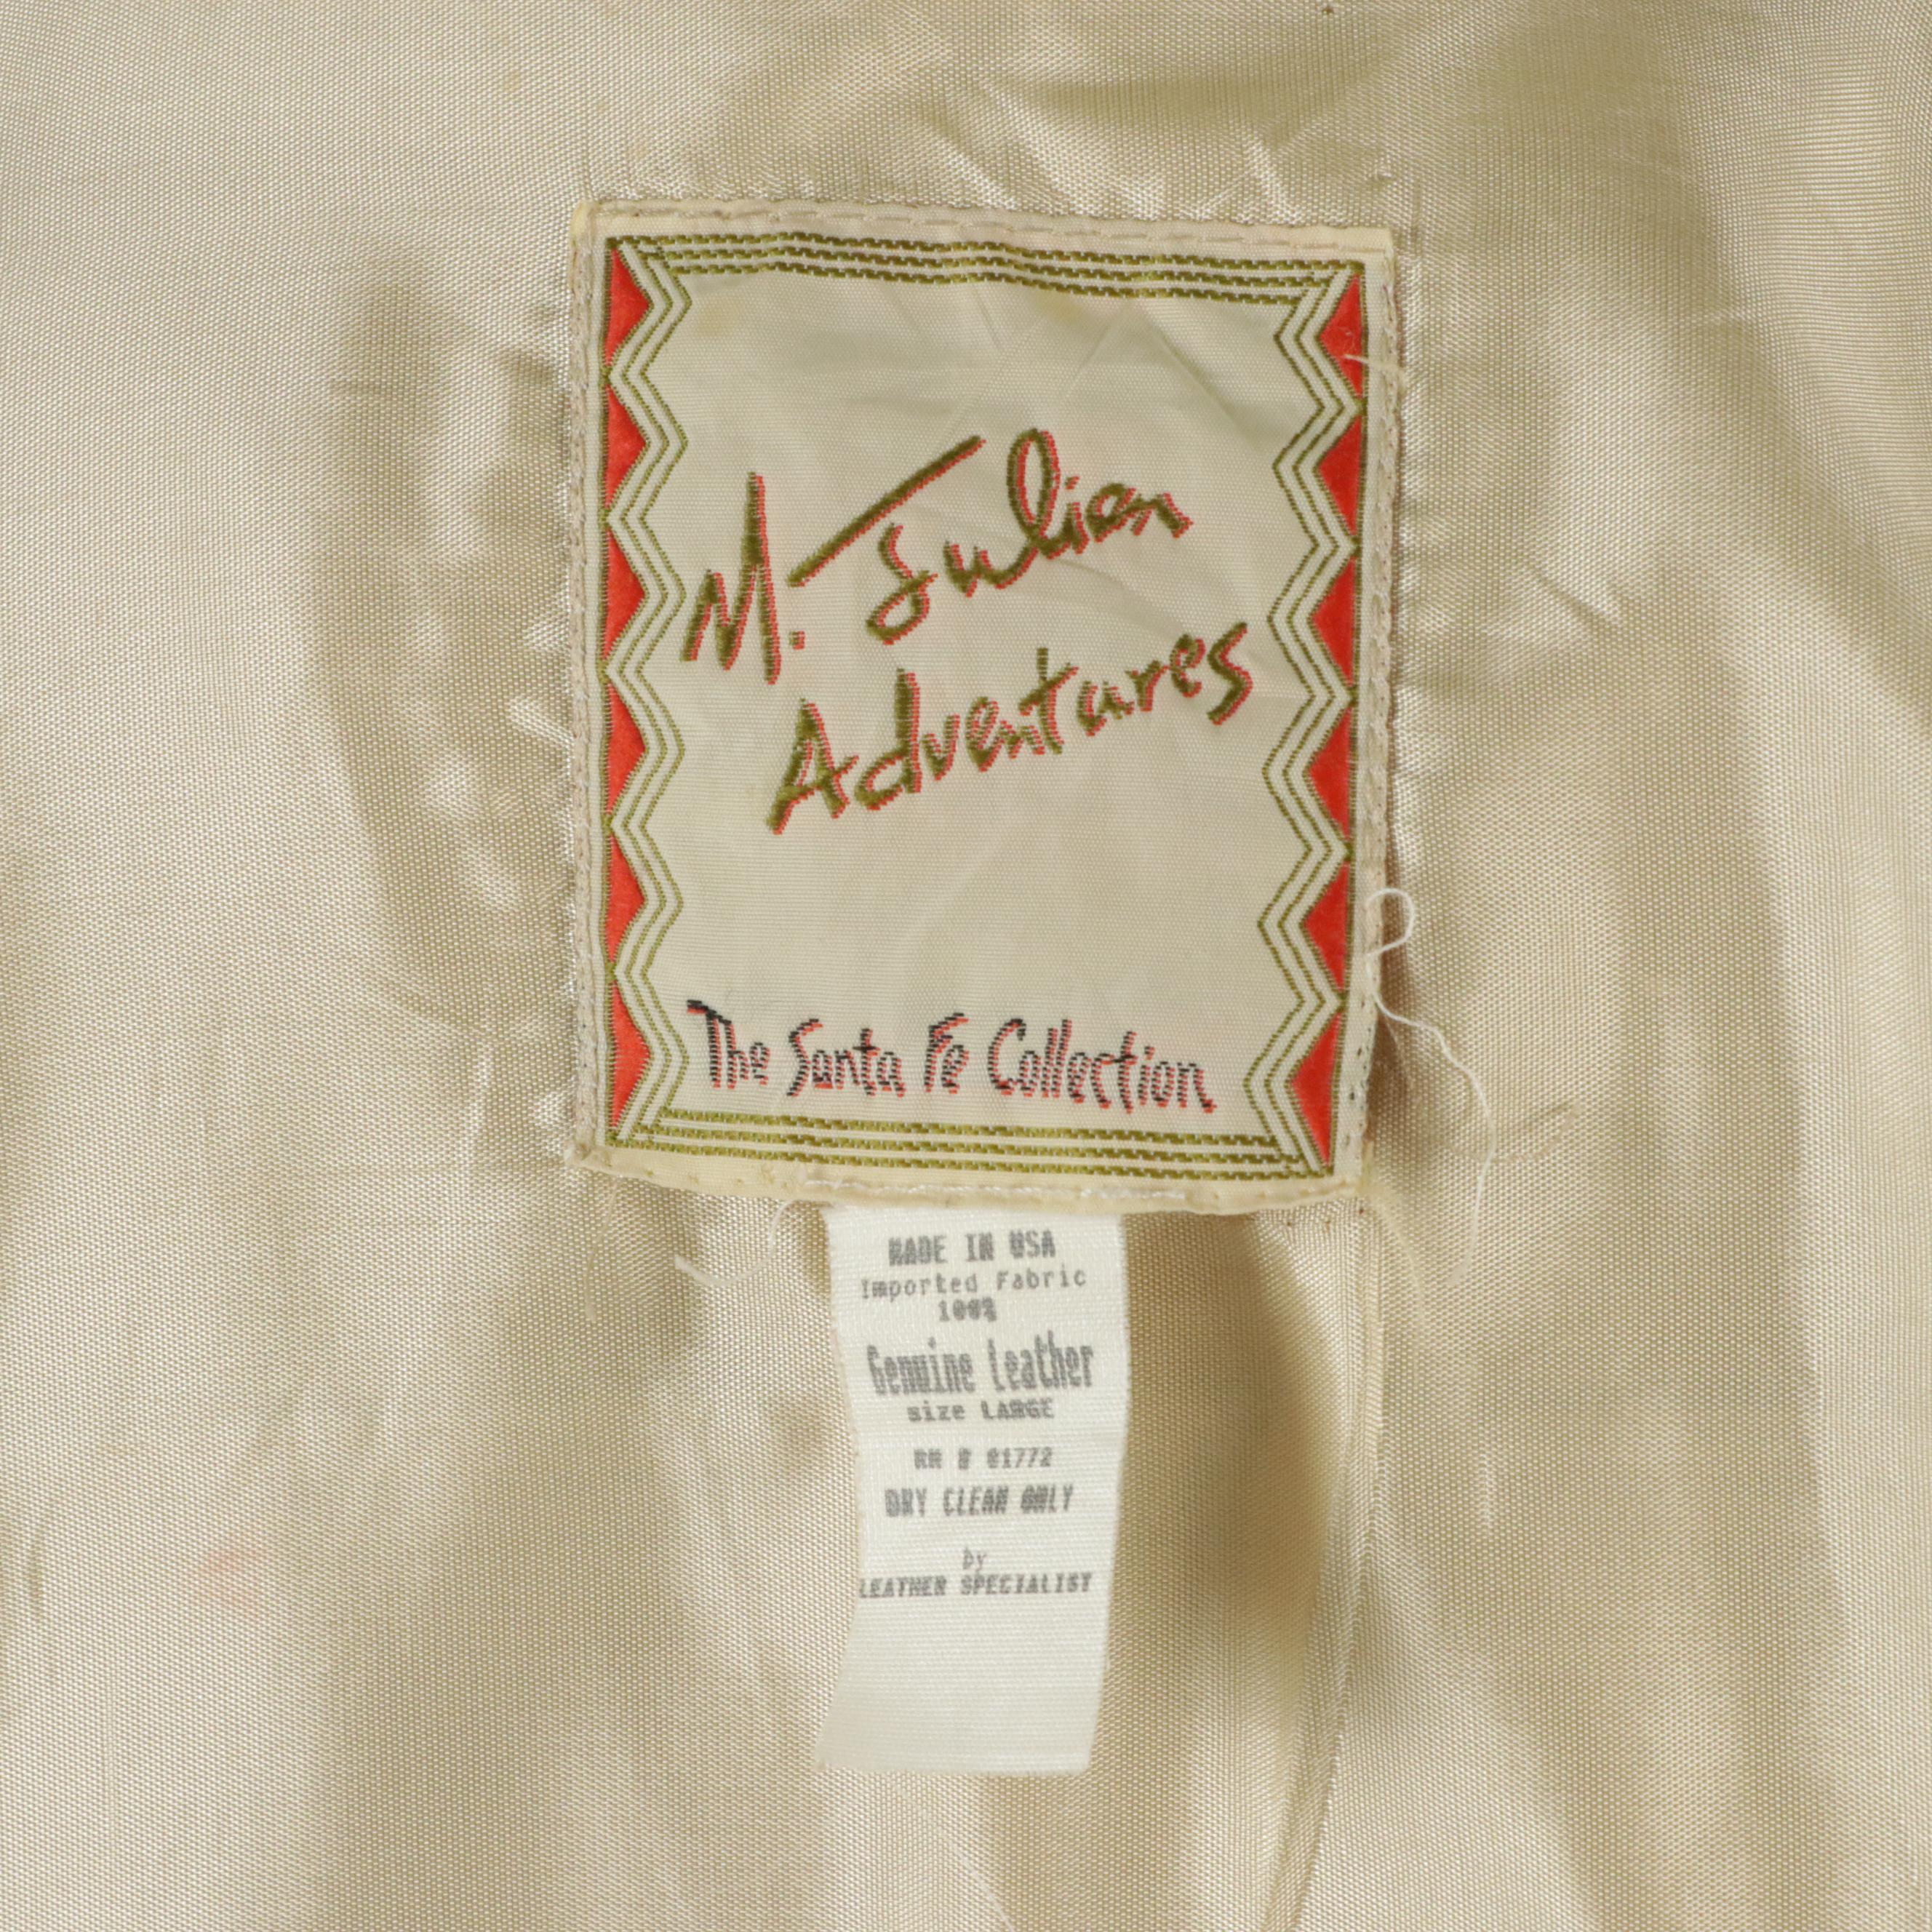 M. Julian
Adventures
The Santa Fe Collection
MADE IN USA
Imported Fabric
100%
Genuine Leather
size LARGE
RN # 81772
DRY CLEAN ONLY
by
LEATHER SPECIALIST